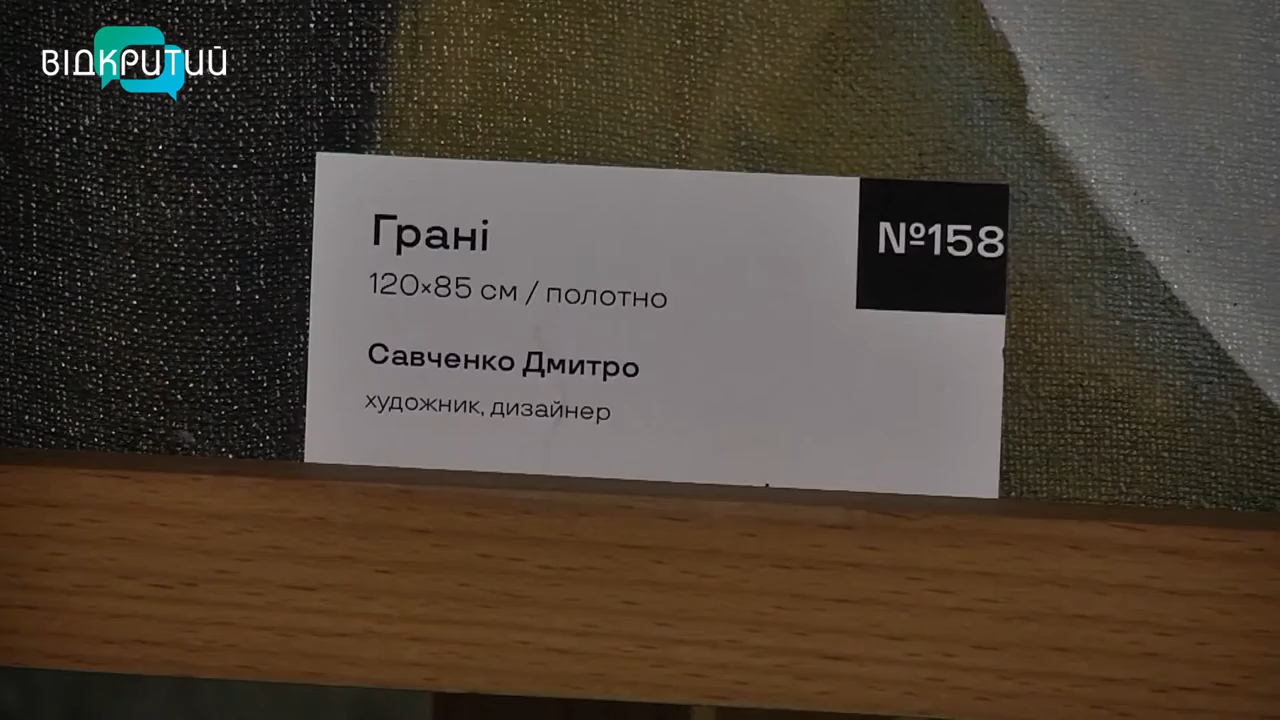 ВІДКРИТИЙ
Грані
№158
120×85 см / полотно
Савченко Дмитро
художник, дизайнер